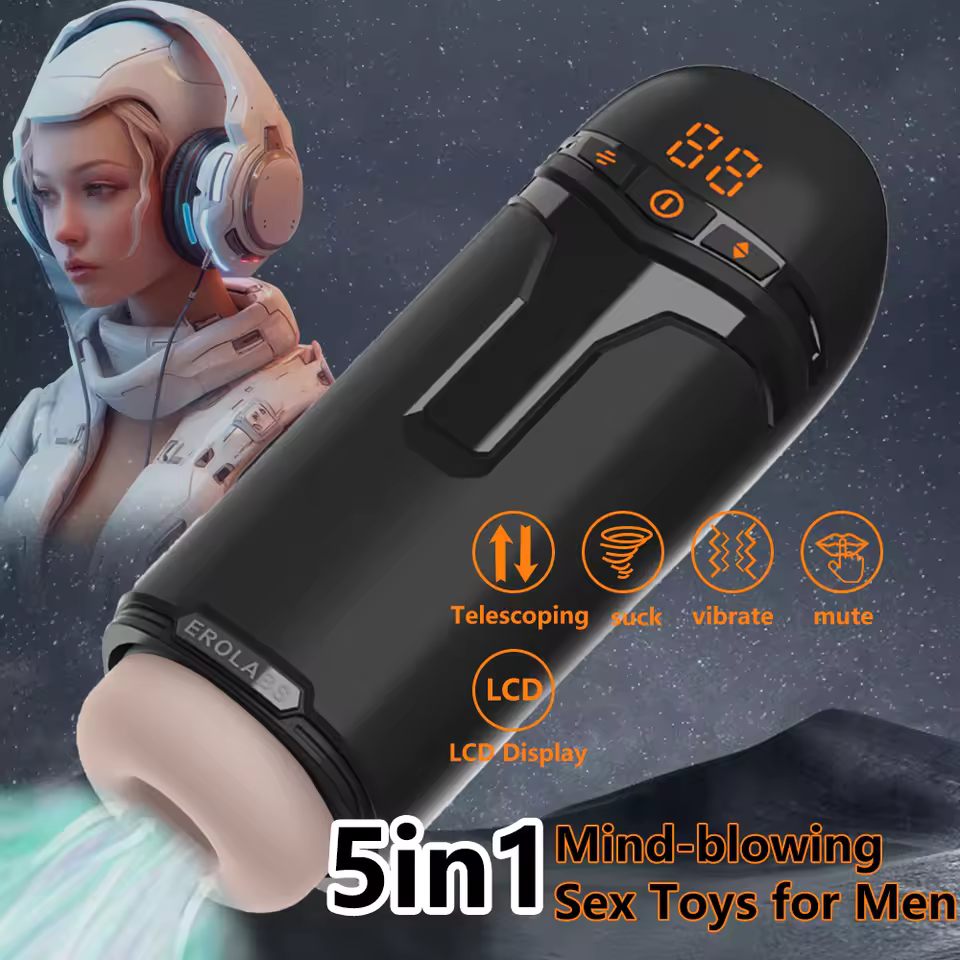 88
EROLABS
Telescoping
suck
vibrate
mute
LCD
LCD Display
5in1
Mind-blowing
Sex Toys for Men